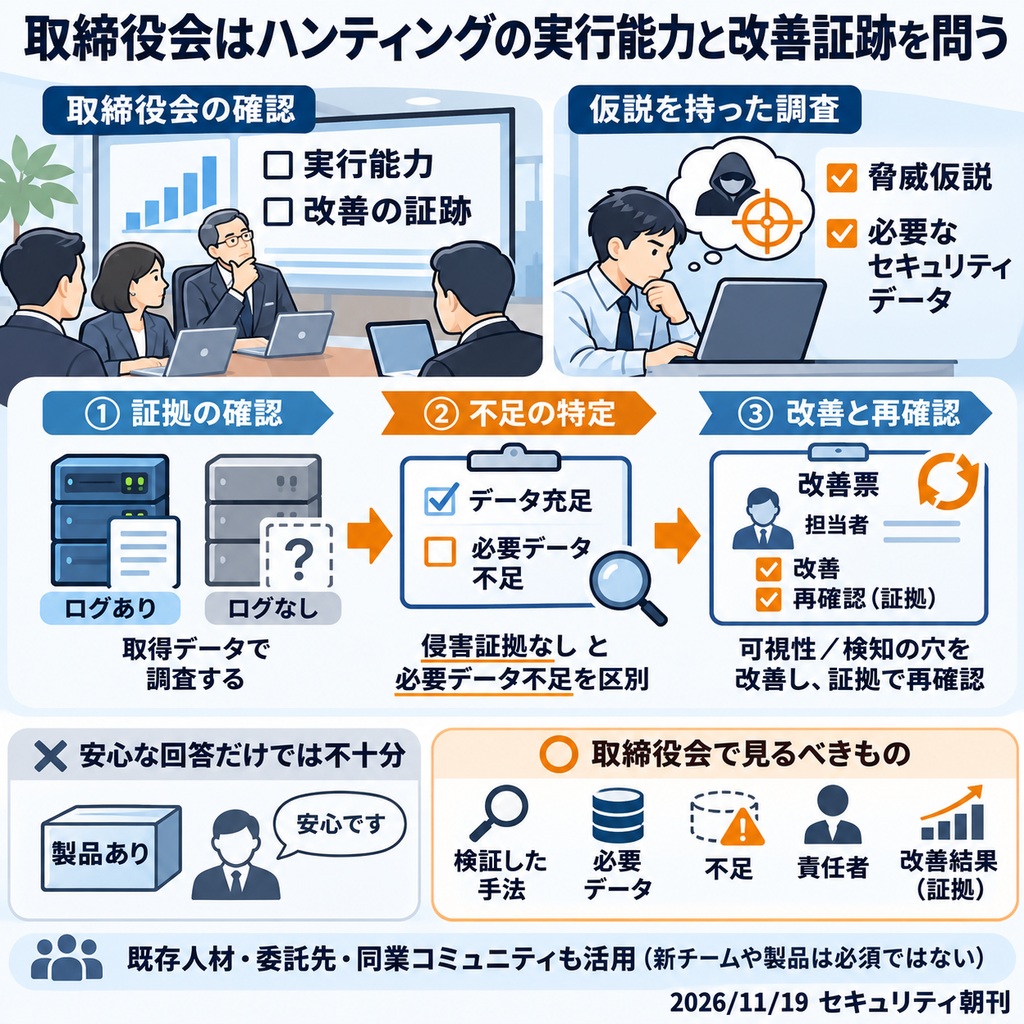 取締役会はハンティングの実行能力と改善証跡を問う
取締役会の確認
実行能力
改善の証跡
仮説を持った調査
脅威仮説
必要な
セキュリティ
データ
① 証拠の確認
ログあり
ログなし
?
取得データで
調査する
② 不足の特定
データ充足
必要データ
不足
侵害証拠なし と
必要データ不足を区別
③ 改善と再確認
改善票
担当者
改善
再確認(証拠)
可視性/検知の穴を
改善し、証拠で再確認
安心な回答だけでは不十分
製品あり
安心です
取締役会で見るべきもの
検証した
手法
必要
データ
不足
責任者
改善結果
(証拠)
既存人材・委託先・同業コミュニティも活用(新チームや製品は必須ではない)
2026/11/19 セキュリティ朝刊